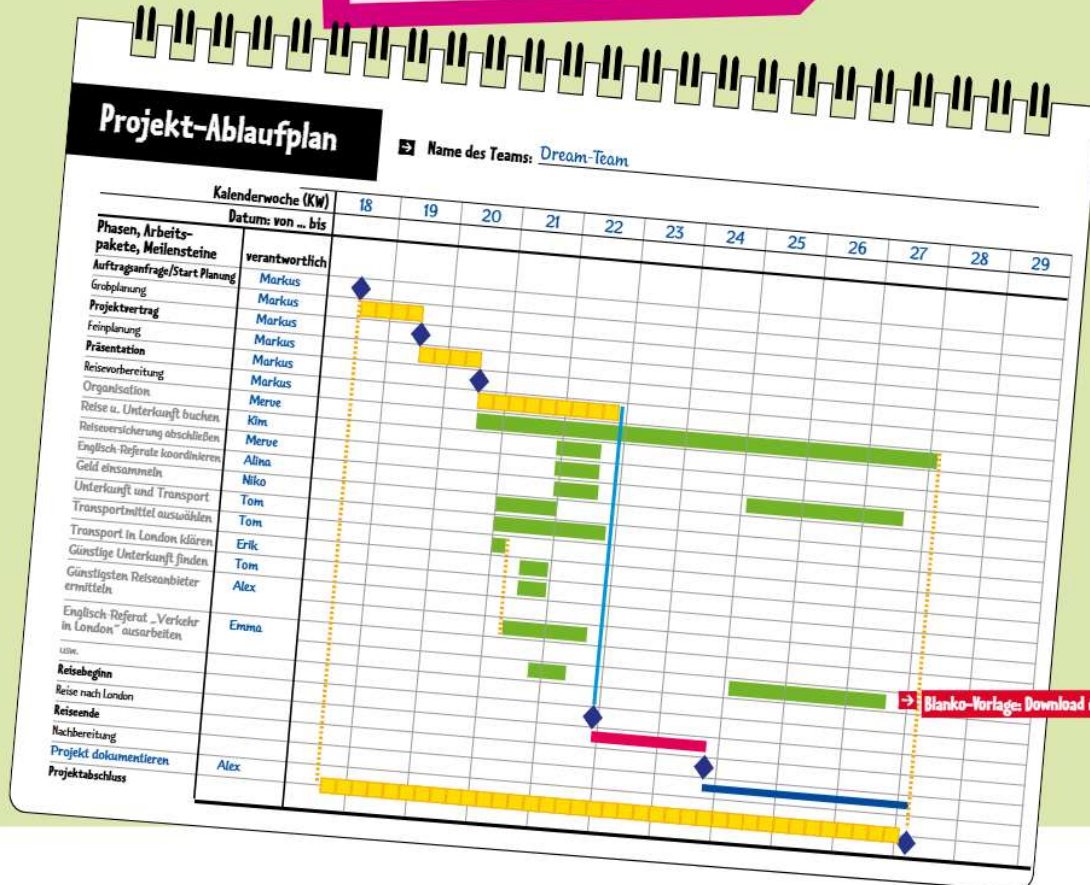 Projekt-Ablaufplan
Name des Teams: Dream-Team
Kalenderwoche (KW) 18 19 20 21 22 23 24 25 26 27 28 29
Datum: von ... bis
Phasen, Arbeits-
pakete, Meilensteine verantwortlich
Auftragsanfrage/Start Planung Markus
Grobplanung Markus
Projektvertrag Markus
Feinplanung Markus
Präsentation Markus
Reisevorbereitung Markus
Organisation Merve
Reise u. Unterkunft buchen Kim
Reiseversicherung abschließen Merve
Englisch-Referate koordinieren Alina
Geld einsammeln Niko
Unterkunft und Transport Tom
Transportmittel auswählen Tom
Transport in London klären Erik
Günstige Unterkunft finden Tom
Günstigsten Reiseanbieter Alex
ermitteln
Englisch-Referat „Verkehr Emma
in London“ ausarbeiten
usw.
Reisebeginn
Reise nach London
Reiseende
Nachbereitung
Projekt dokumentieren Alex
Projektabschluss
Blanko-Vorlage: Download